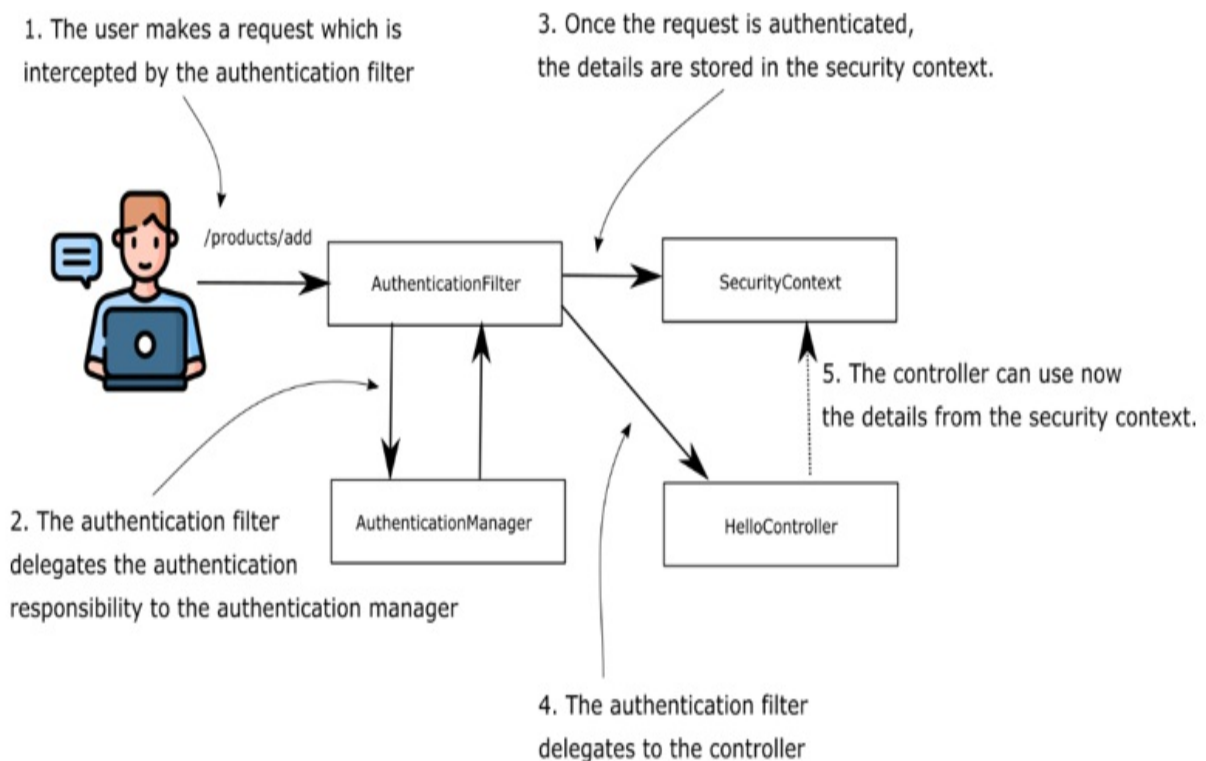 1. The user makes a request which is
intercepted by the authentication filter
3. Once the request is authenticated,
the details are stored in the security context.
/products/add
AuthenticationFilter
SecurityContext
5. The controller can use now
the details from the security context.
2. The authentication filter
delegates the authentication
responsibility to the authentication manager
AuthenticationManager
HelloController
4. The authentication filter
delegates to the controller